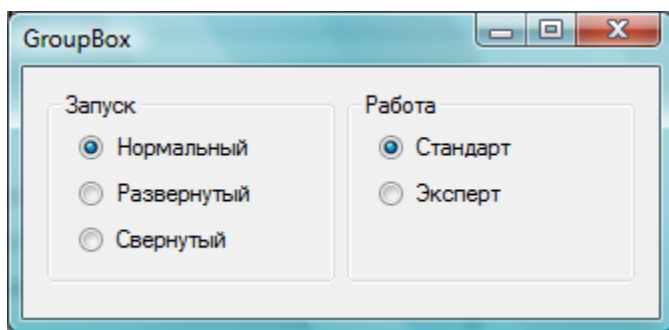 GroupBox
Запуск
Нормальный
Развернутый
Свернутый
Работа
Стандарт
Эксперт